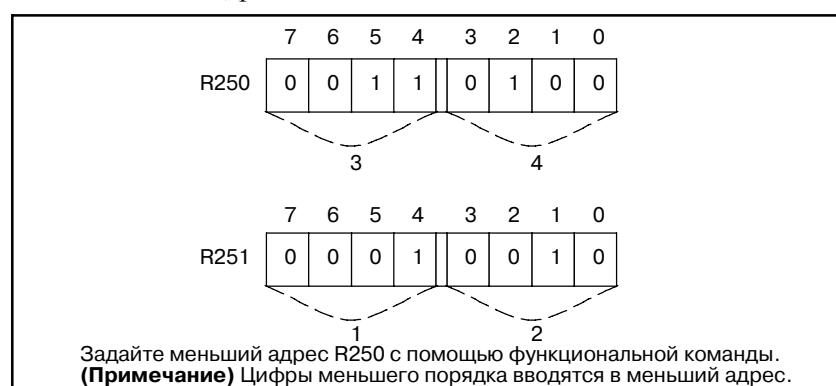 7 6 5 4 3 2 1 0
R250 0 0 1 1 0 1 0 0
3 4
7 6 5 4 3 2 1 0
R251 0 0 0 1 0 0 1 0
1 2
Задайте меньший адрес R250 с помощью функциональной команды.
(Примечание) Цифры меньшего порядка вводятся в меньший адрес.